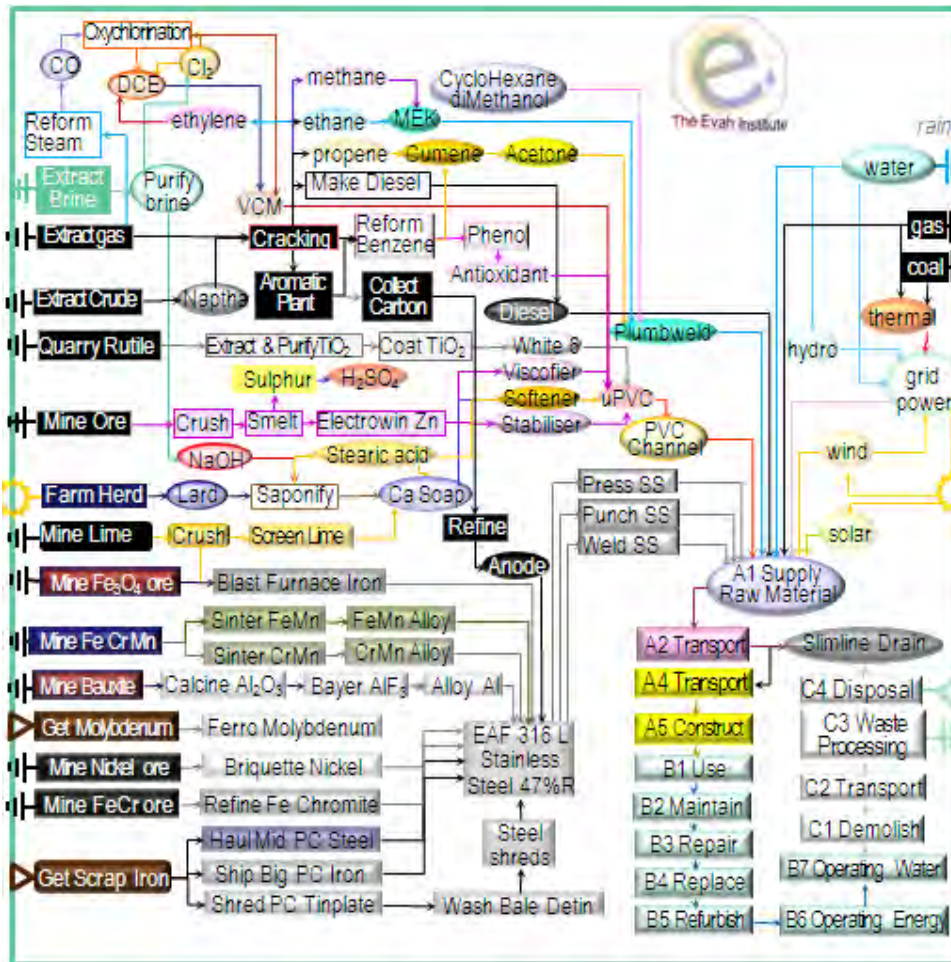 Oxychlorination
CO
DCE
Cl₂
methane
CycloHexane
diMethanol
The Evah Institute
Reform
Steam
ethylene
ethane
MEK
rain
Extract
Brine
Purify
brine
propene
Cumene
Acetone
water
Make Diesel
VCM
Extract gas
Cracking
Reform
Benzene
Phenol
gas
Antioxidant
coal
Extract Crude
Naptha
Aromatic
Plant
Collect
Carbon
Diesel
thermal
Plumbweld
Quarry Rutile
Extract & PurifyTiO₂
Coat TiO₂
White &
hydro
grid
power
Sulphur
H₂SO₄
Viscofier
Softener
uPVC
Mine Ore
Crush
Smelt
Electrowin Zn
Stabiliser
PVC
Channel
wind
NaOH
Stearic acid
Farm Herd
Lard
Saponify
Ca Soap
Press SS
Punch SS
Weld SS
solar
Mine Lime
Crush
Screen Lime
Refine
Anode
A1 Supply
Raw Material
Mine Fe₃O₄ ore
Blast Furnace Iron
Mine Fe Cr Mn
Sinter FeMn
FeMn Alloy
Sinter CrMn
CrMn Alloy
A2 Transport
Slimline Drain
Mine Bauxite
Calcine Al₂O₃
Bayer AlF₃
Alloy Al
A4 Transport
C4 Disposal
Get Molybdenum
Ferro Molybdenum
EAF 316 L
Stainless
Steel 47%R
A5 Construct
C3 Waste
Processing
Mine Nickel ore
Briquette Nickel
B1 Use
C2 Transport
Mine FeCr ore
Refine Fe Chromite
B2 Maintain
C1 Demolish
Haul Mid PC Steel
Steel
shreds
B3 Repair
Get Scrap Iron
Ship Big PC Iron
B4 Replace
B7 Operating Water
Shred PC Tinplate
Wash Bale Detin
B5 Refurbish
B6 Operating Energy